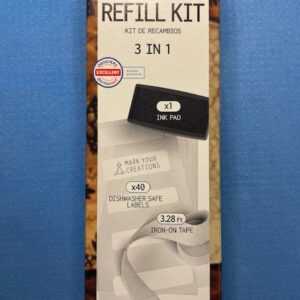 REFILL KIT
KIT DE RECAMBIOS
3 IN 1
ORIGINAL
EXCELLENT
x1
INK PAD
MARK YOUR
CREATIONS
x40
DISHWASHER SAFE
LABELS
3.28 Ft
IRON-ON TAPE